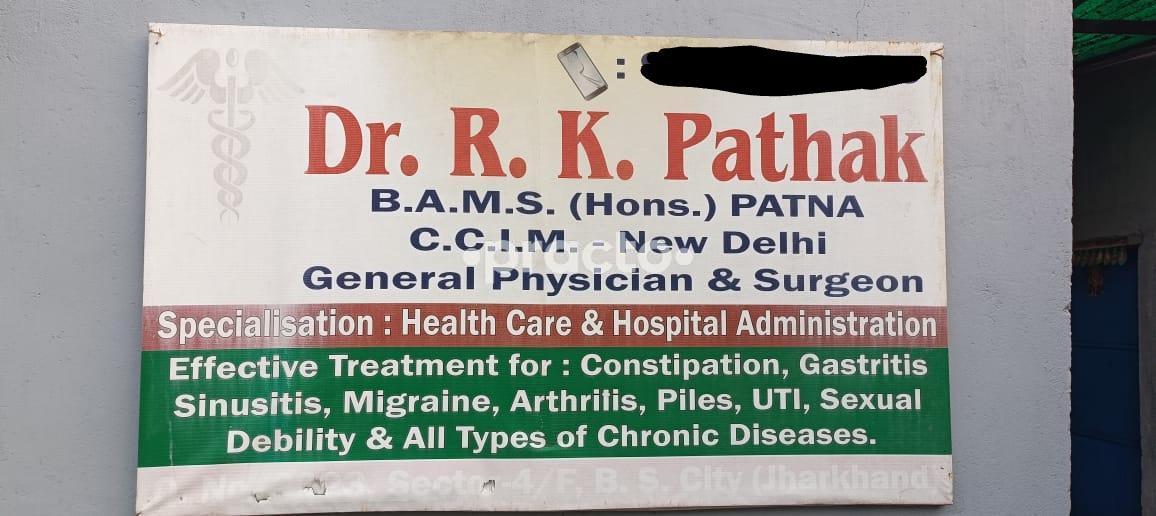 :
Dr. R. K. Pathak
B.A.M.S. (Hons.) PATNA
C.C.I.M. - New Delhi
•practo•
General Physician & Surgeon
Specialisation : Health Care & Hospital Administration
Effective Treatment for : Constipation, Gastritis
Sinusitis, Migraine, Arthritis, Piles, UTI, Sexual
Debility & All Types of Chronic Diseases.
Sector-4/F, B. S. City (Jharkhand)